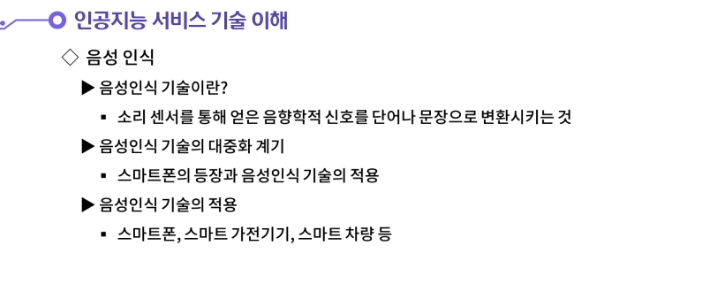 인공지능 서비스 기술 이해
◇ 음성 인식
▶ 음성인식 기술이란?
▪ 소리 센서를 통해 얻은 음향학적 신호를 단어나 문장으로 변환시키는 것
▶ 음성인식 기술의 대중화 계기
▪ 스마트폰의 등장과 음성인식 기술의 적용
▶ 음성인식 기술의 적용
▪ 스마트폰, 스마트 가전기기, 스마트 차량 등